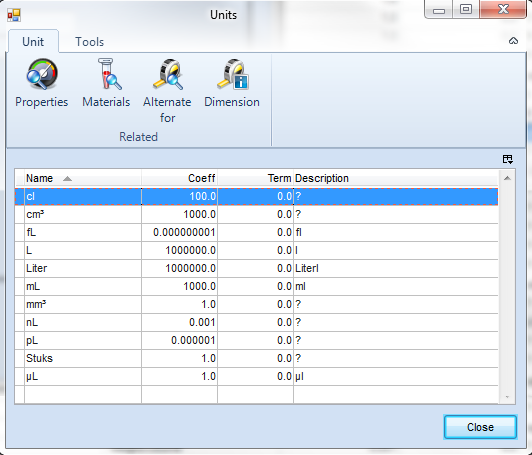 Units
Unit Tools
Properties Materials Alternate for Dimension
Related
Name Coeff Term Description
cl 100.0 0.0 ?
cm³ 1000.0 0.0 ?
fL 0.000000001 0.0 fl
L 1000000.0 0.0 l
Liter 1000000.0 0.0 Literl
mL 1000.0 0.0 ml
mm³ 1.0 0.0 ?
nL 0.001 0.0 ?
pL 0.000001 0.0 ?
Stuks 1.0 0.0 ?
µL 1.0 0.0 µl
Close